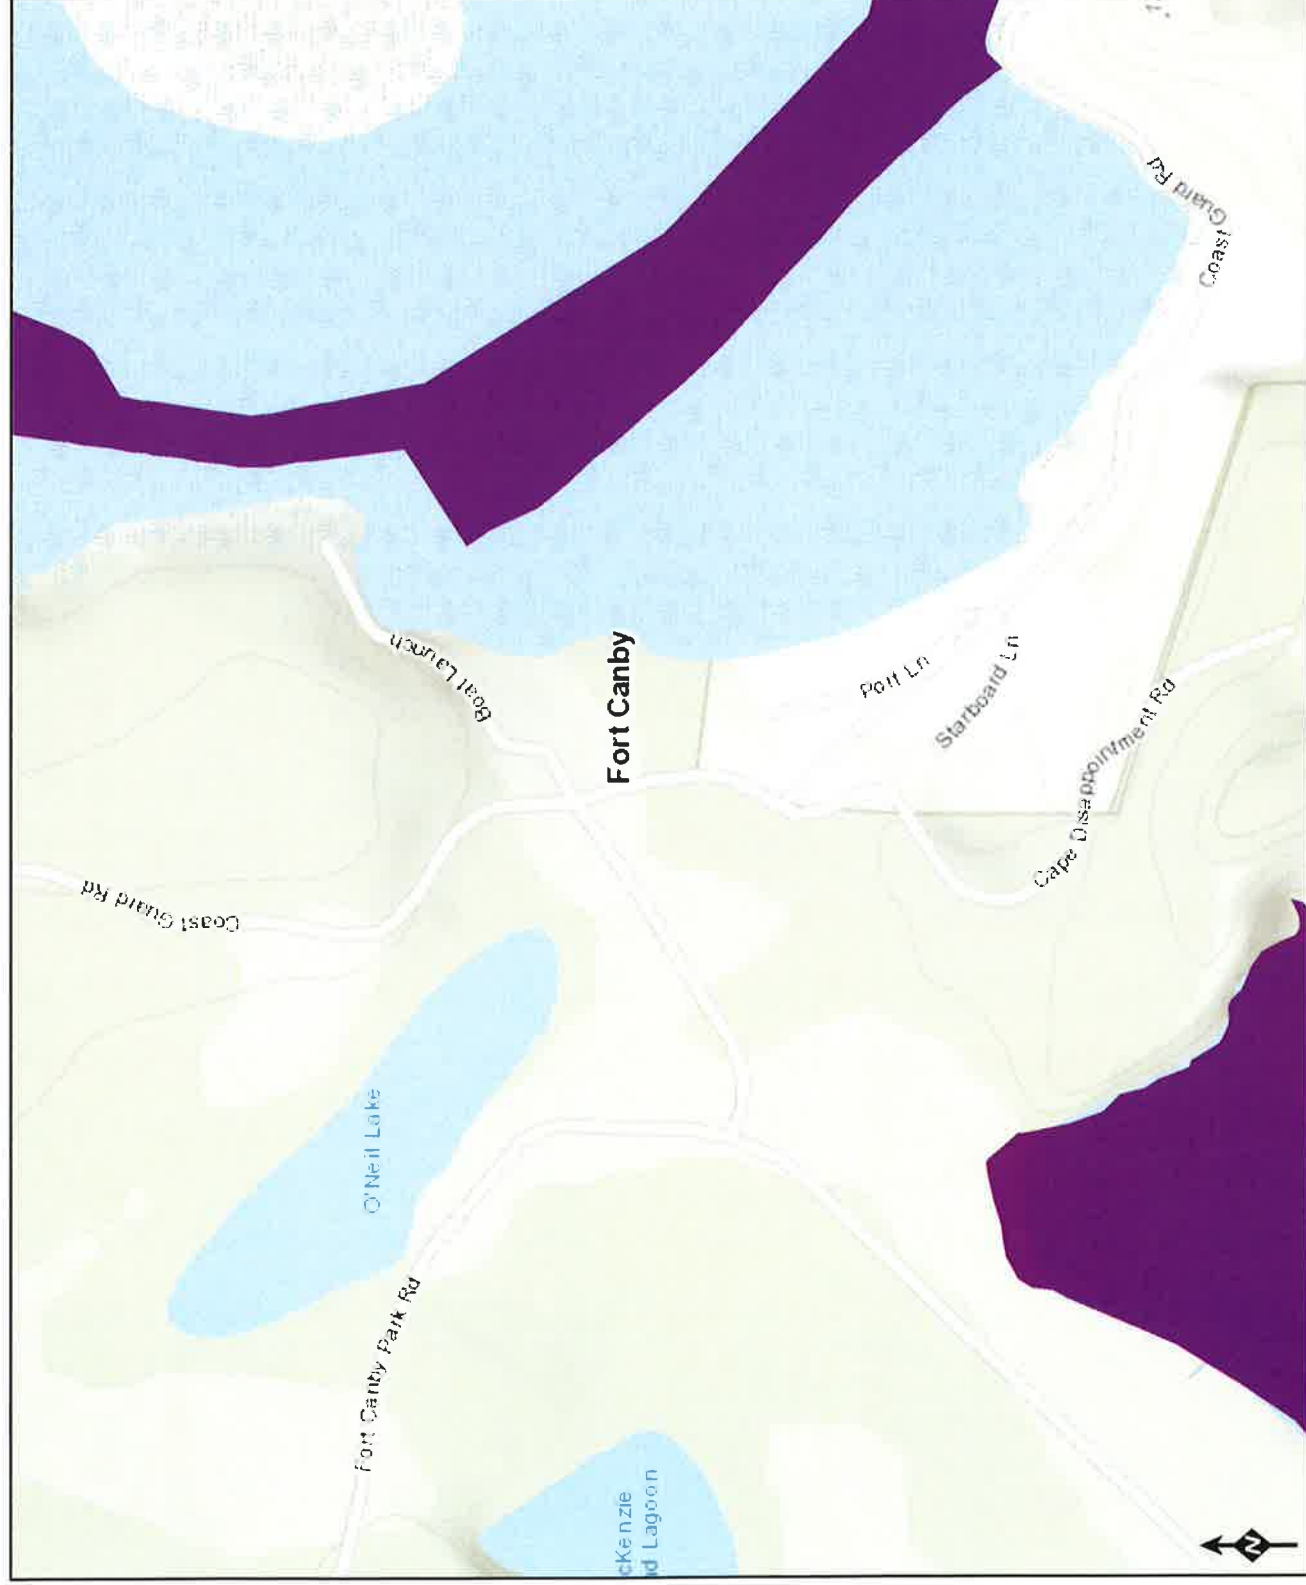 Coast Guard Rd
Boat Launch
Fort Canby
O'Neil Lake
Fort Canby Park Rd
cKenzie
d Lagoon
Port Ln
Starboard Ln
Cape Disappointment Rd
Coast Guard Rd
N